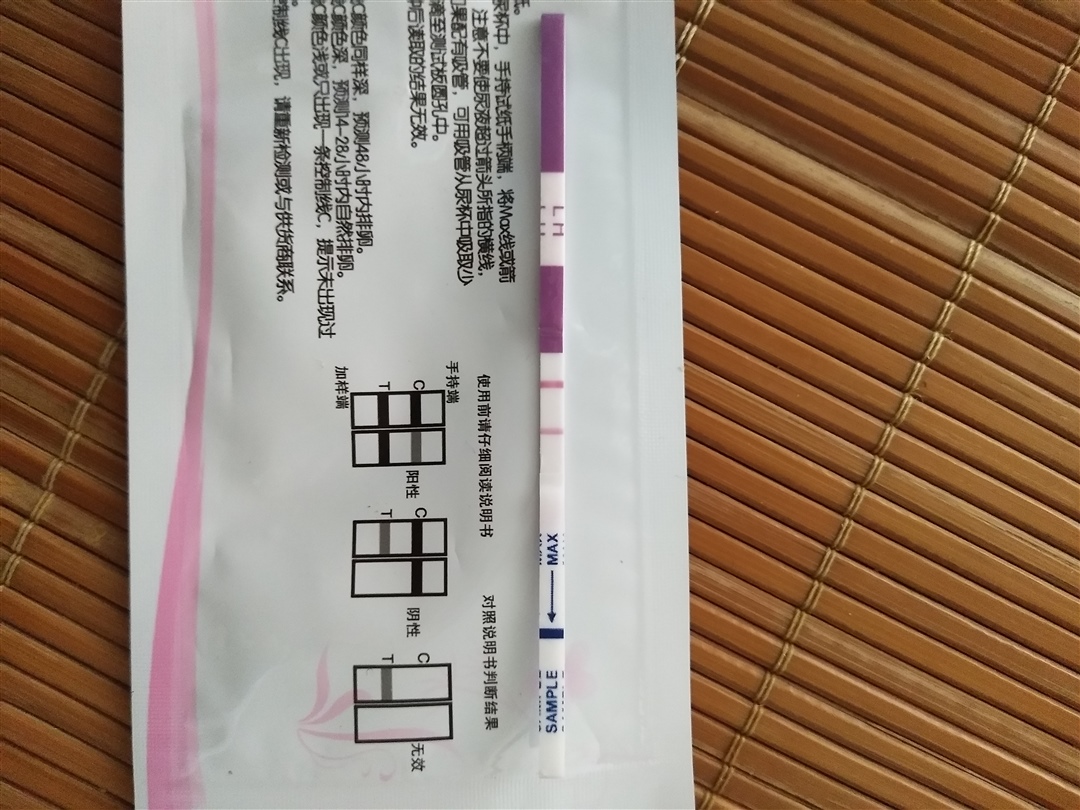 尿杯中，手持试纸手柄端，将Max线或箭
注意不要使尿液超过箭头所指的横线，
如果配有吸管，可用吸管从尿杯中吸取少
滴至测试板圆孔中。
钟后读取的结果无效。
C颜色同样深，预测48小时内排卵。
C颜色深，预测14-28小时内自然排卵。
C颜色浅或只出现一条控制线C，提示未出现过
控制线C出现，请重新检测或与供货商联系。
使用前请仔细阅读说明书 对照说明书判断结果
手持端
C C C
T T T
阳性 阴性 无效
加样端
LH
MAX
SAMPLE